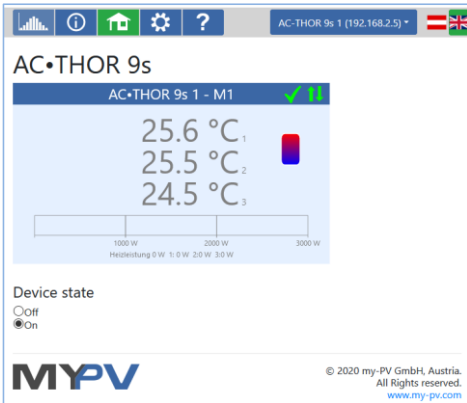 AC-THOR 9s 1 (192.168.2.5)
AC•THOR 9s
AC•THOR 9s 1 - M1
25.6 °C 1
25.5 °C 2
24.5 °C 3
1000 W 2000 W 3000 W
Heizleistung 0 W 1: 0 W 2:0 W 3:0 W
Device state
Off
On
MYPV
© 2020 my-PV GmbH, Austria.
All Rights reserved.
www.my-pv.com